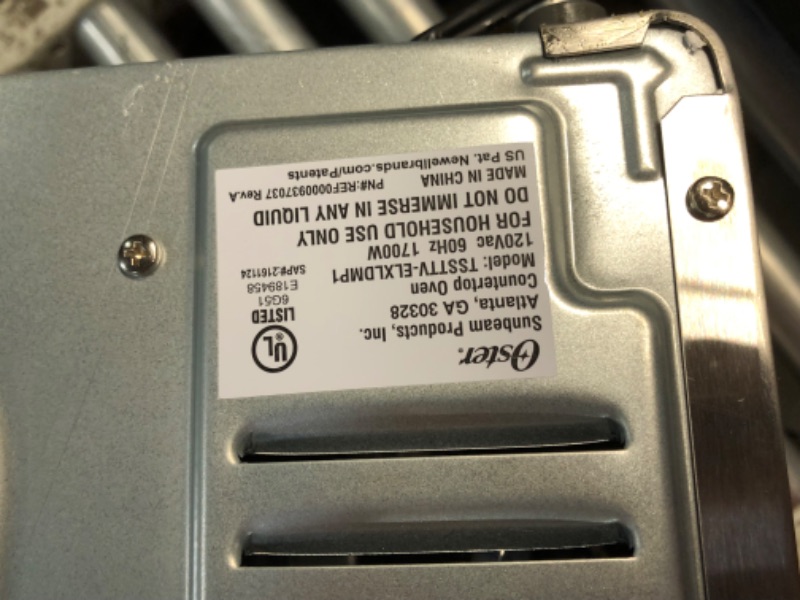 Oster.
Sunbeam Products, Inc.
Atlanta, GA 30328
Countertop Oven
Model: TSSTTV-ELXLDMP1
120Vac 60Hz 1700W
FOR HOUSEHOLD USE ONLY
DO NOT IMMERSE IN ANY LIQUID
MADE IN CHINA PN#:REF0000937037 Rev.A
US Pat. Newellbrands.com/Patents
UL®
LISTED
6G51
E189458
SAP#:2161124